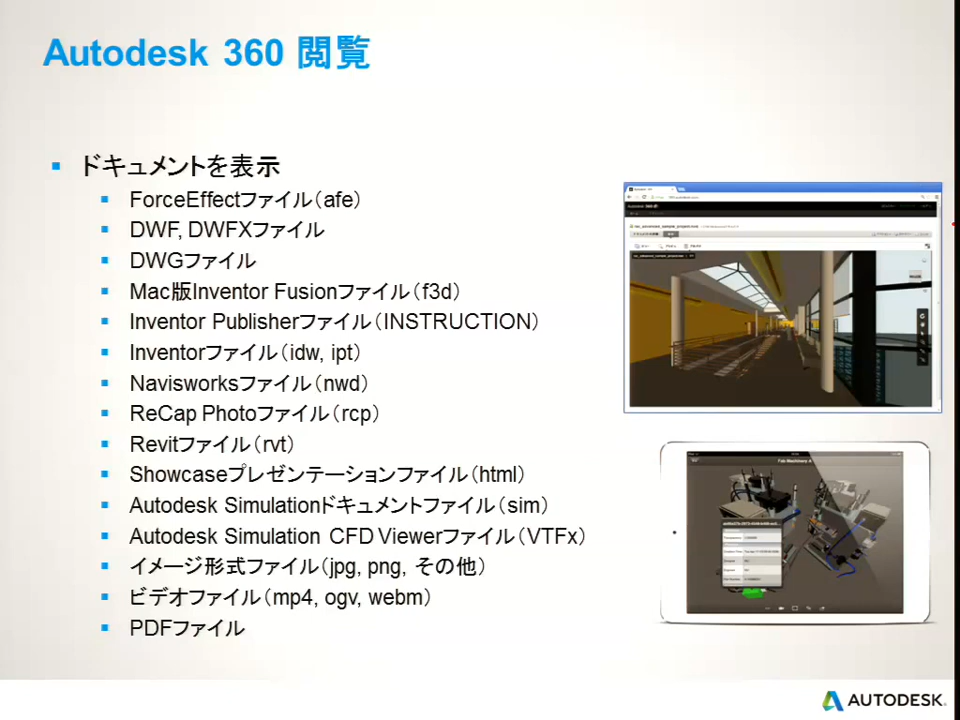 Autodesk 360 閲覧
ドキュメントを表示
ForceEffectファイル（afe）
DWF, DWFXファイル
DWGファイル
Mac版Inventor Fusionファイル（f3d）
Inventor Publisherファイル（INSTRUCTION）
Inventorファイル（idw, ipt）
Navisworksファイル（nwd）
ReCap Photoファイル（rcp）
Revitファイル（rvt）
Showcaseプレゼンテーションファイル（html）
Autodesk Simulationドキュメントファイル（sim）
Autodesk Simulation CFD Viewerファイル（VTFx）
イメージ形式ファイル（jpg, png, その他）
ビデオファイル（mp4, ogv, webm）
PDFファイル
AUTODESK.